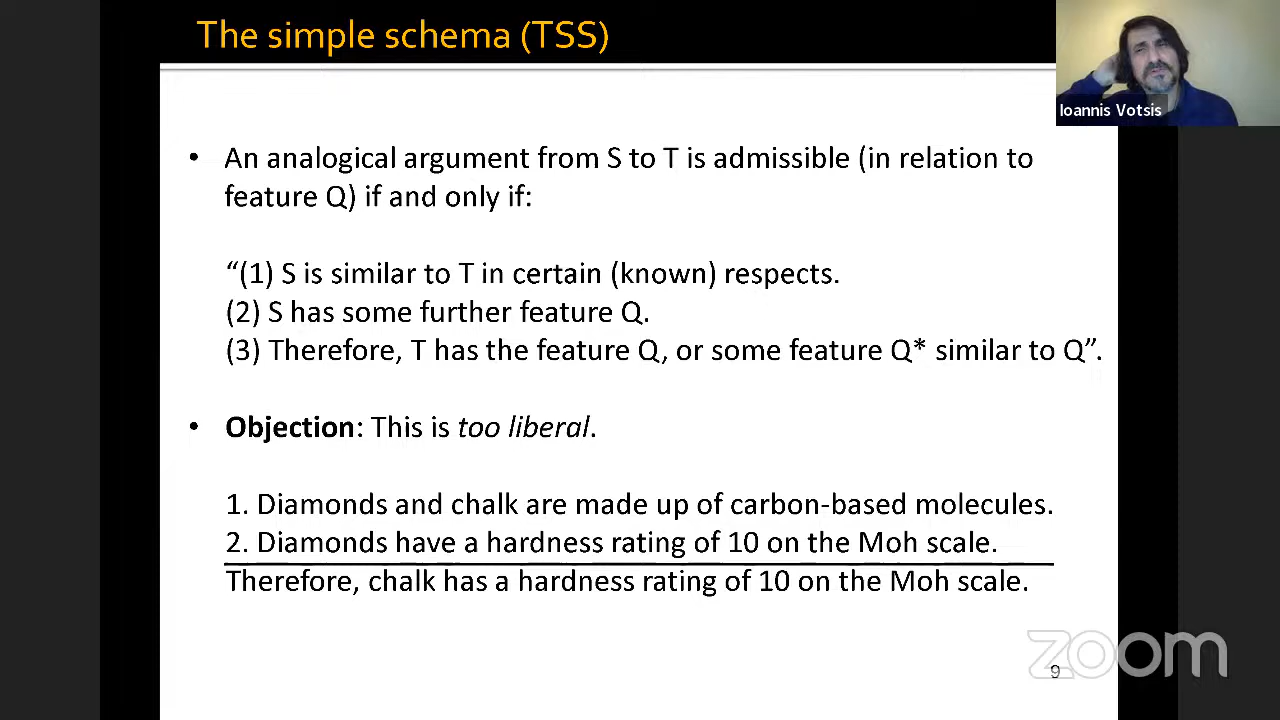 The simple schema (TSS)
Ioannis Votsis
• An analogical argument from S to T is admissible (in relation to
feature Q) if and only if:
“(1) S is similar to T in certain (known) respects.
(2) S has some further feature Q.
(3) Therefore, T has the feature Q, or some feature Q* similar to Q”.
• Objection: This is too liberal.
1. Diamonds and chalk are made up of carbon-based molecules.
2. Diamonds have a hardness rating of 10 on the Moh scale.
Therefore, chalk has a hardness rating of 10 on the Moh scale.
zoom
9